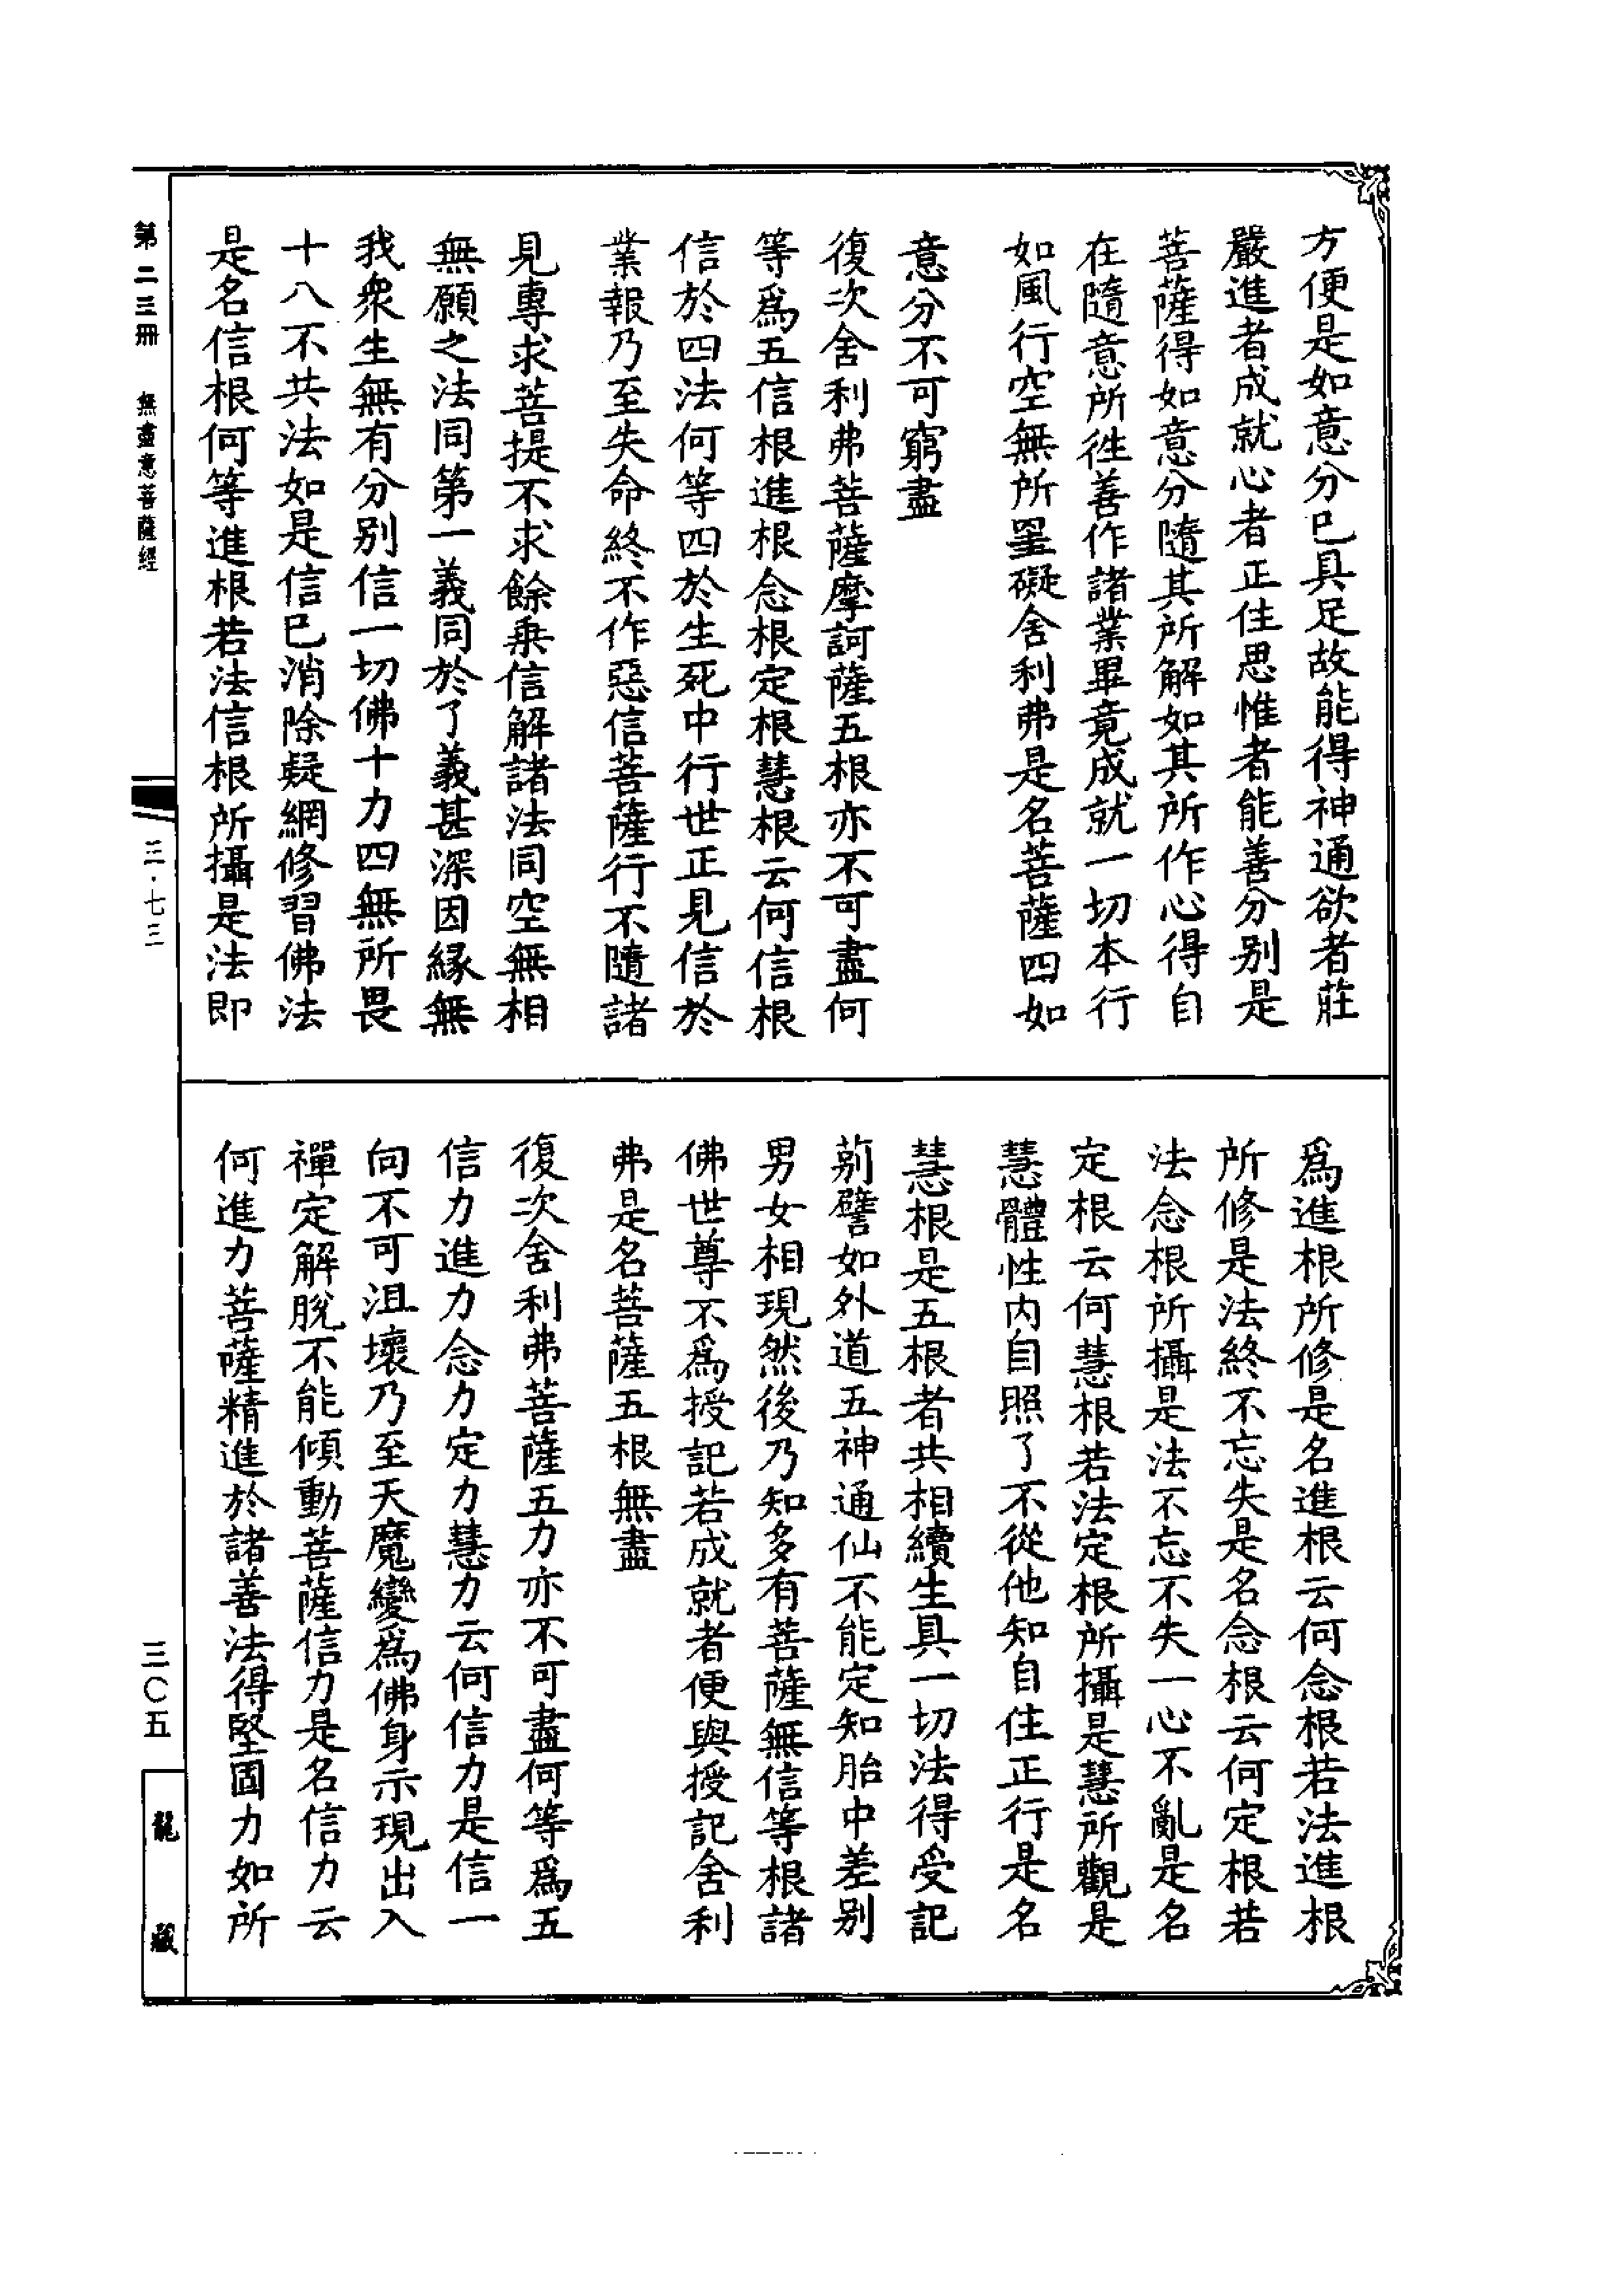 方便是如意分已具足故能得神通欲者莊
嚴進者成就心者正住思惟者能善分别是
菩薩得如意分隨其所解如其所作心得自
在隨意所徃善作諸業畢竟成就一切本行
如風行空無所罣礙舍利弗是名菩薩四如
意分不可窮盡
復次舍利弗菩薩摩訶薩五根亦不可盡何
等爲五信根進根念根定根慧根云何信根
信於四法何等四於生死中行世正見信於
業報乃至失命終不作惡信菩薩行不隨諸
見專求菩提不求餘乗信解諸法同空無相
無願之法同第一義同於了義甚深因緣無
我衆生無有分别信一切佛十力四無所畏
十八不共法如是信已消除疑網修習佛法
是名信根何等進根若法信根所攝是法即
爲進根所修是名進根云何念根若法進根
所修是法終不忘失是名念根云何定根若
法念根所攝是法不忘不失一心不亂是名
定根云何慧根若法定根所攝是慧所觀是
慧體性内自照了不從他知自住正行是名
慧根是五根者共相續生具一切法得受記
莂譬如外道五神通仙不能定知胎中差别
男女相現然後乃知多有菩薩無信等根諸
佛世尊不爲授記若成就者便與授記舍利
弗是名菩薩五根無盡
復次舍利弗菩薩五力亦不可盡何等爲五
信力進力念力定力慧力云何信力是信一
向不可沮壞乃至天魔變爲佛身示現出入
禪定解脫不能傾動菩薩信力是名信力云
何進力菩薩精進於諸善法得堅固力如所
第二三冊 無盡意菩薩經
三·七三
三〇五
龍藏